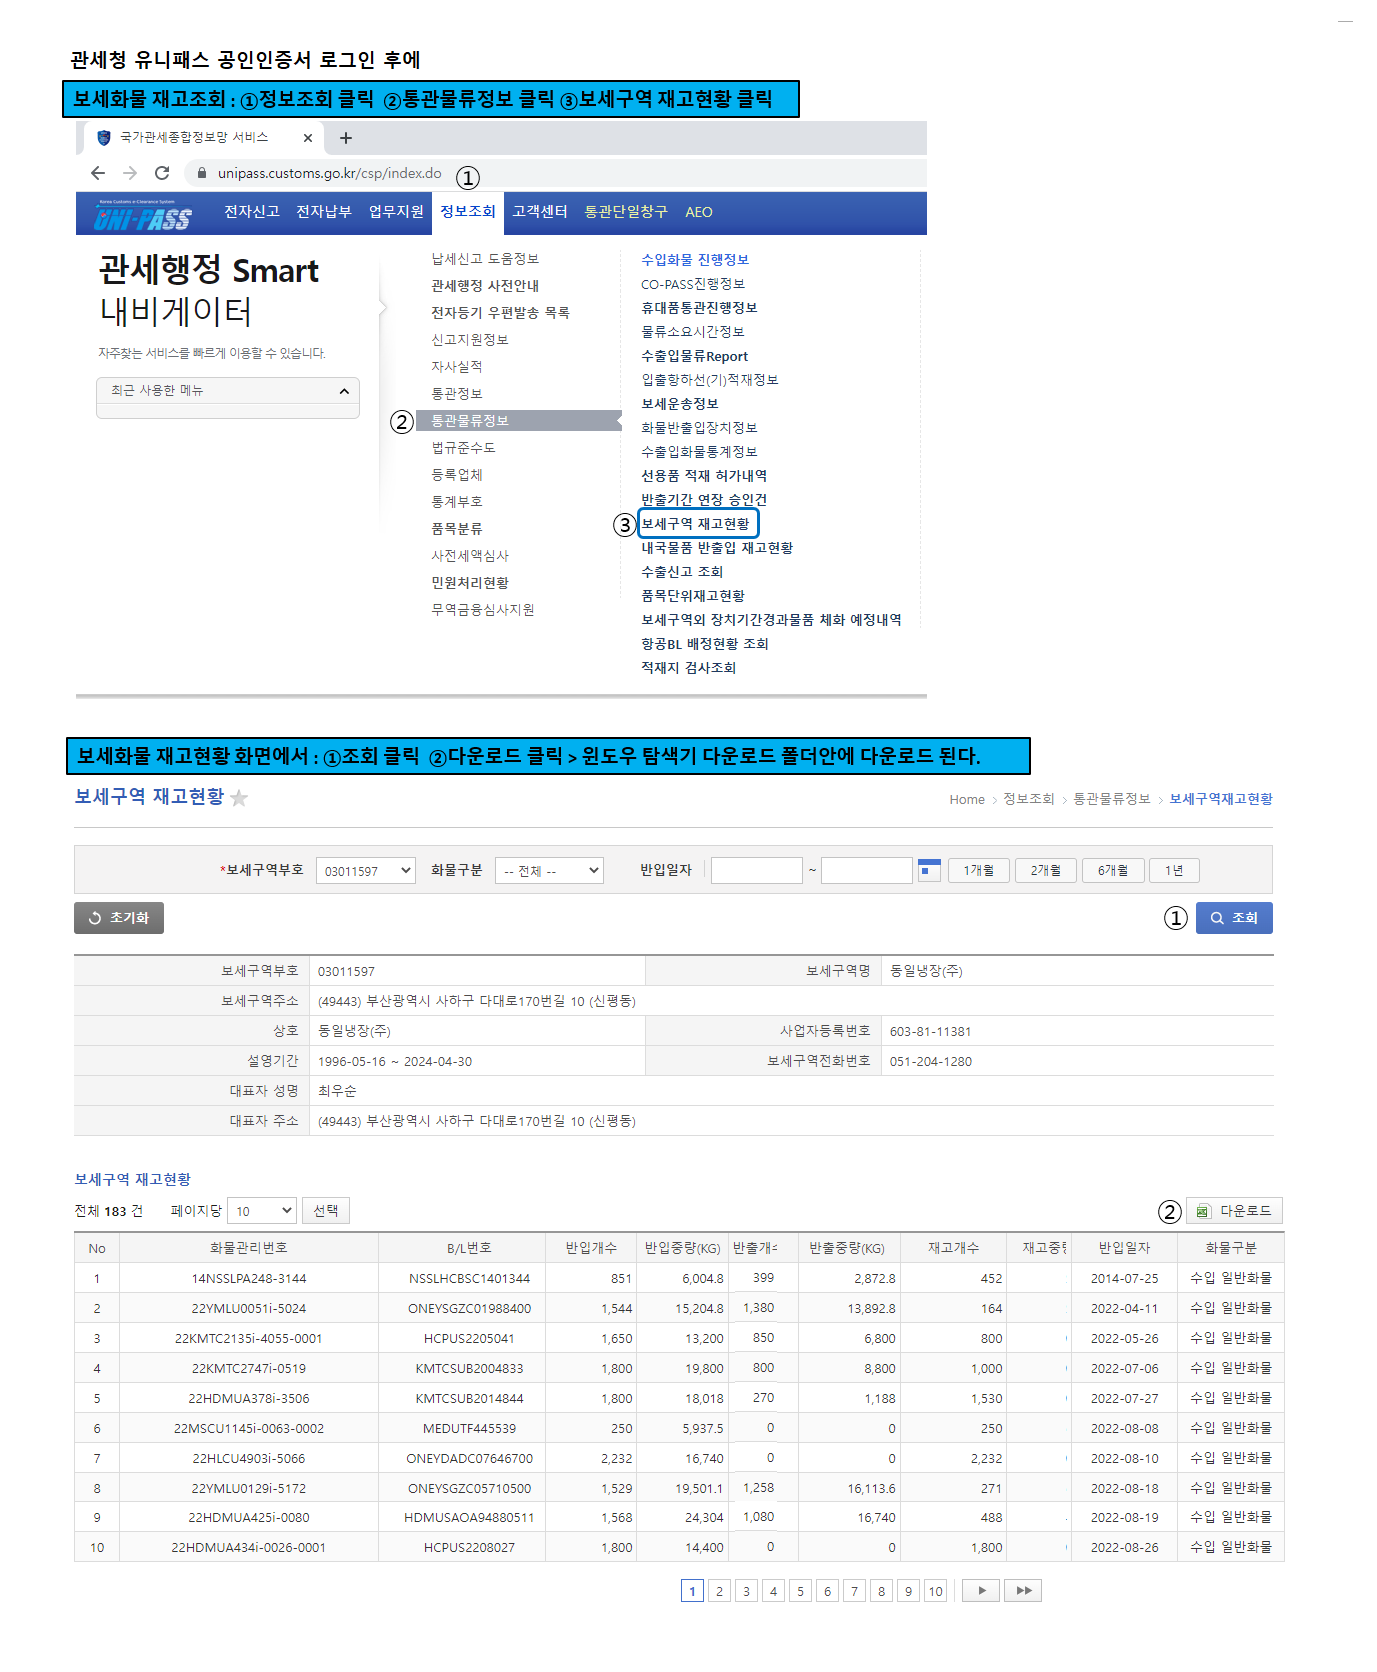 관세청 유니패스 공인인증서 로그인 후에
보세화물 재고조회 : ①정보조회 클릭 ②통관물류정보 클릭 ③보세구역 재고현황 클릭
국가관세종합정보망 서비스
unipass.customs.go.kr/csp/index.do ①
Korea Customs e-Clearance System
UNI-PASS 전자신고 전자납부 업무지원 정보조회 고객센터 통관단일창구 AEO
관세행정 Smart
내비게이터
자주찾는 서비스를 빠르게 이용할 수 있습니다.
최근 사용한 메뉴
납세신고 도움정보
관세행정 사전안내
전자등기 우편발송 목록
신고지원정보
자사실적
통관정보
② 통관물류정보
법규준수도
등록업체
통계부호
품목분류
사전세액심사
민원처리현황
무역금융심사지원
수입화물 진행정보
CO-PASS진행정보
휴대품통관진행정보
물류소요시간정보
수출입물류Report
입출항하선(기)적재정보
보세운송정보
화물반출입장치정보
수출입화물통계정보
선용품 적재 허가내역
반출기간 연장 승인건
③ 보세구역 재고현황
내국물품 반출입 재고현황
수출신고 조회
품목단위재고현황
보세구역외 장치기간경과물품 체화 예정내역
항공BL 배정현황 조회
적재지 검사조회
보세화물 재고현황 화면에서 : ①조회 클릭 ②다운로드 클릭 > 윈도우 탐색기 다운로드 폴더안에 다운로드 된다.
보세구역 재고현황
Home > 정보조회 > 통관물류정보 > 보세구역재고현황
*보세구역부호 03011597 화물구분 -- 전체 -- 반입일자 ~ 1개월 2개월 6개월 1년
초기화 ① 조회
보세구역부호 03011597 보세구역명 동일냉장(주)
보세구역주소 (49443) 부산광역시 사하구 다대로170번길 10 (신평동)
상호 동일냉장(주) 사업자등록번호 603-81-11381
설영기간 1996-05-16 ~ 2024-04-30 보세구역전화번호 051-204-1280
대표자 성명 최우순
대표자 주소 (49443) 부산광역시 사하구 다대로170번길 10 (신평동)
보세구역 재고현황
전체 183 건 페이지당 10 선택 ② 다운로드
No 화물관리번호 B/L번호 반입개수 반입중량(KG) 반출개수 반출중량(KG) 재고개수 재고중량 반입일자 화물구분
1 14NSSLPA248-3144 NSSLHCBSC1401344 851 6,004.8 399 2,872.8 452 2014-07-25 수입 일반화물
2 22YMLU0051i-5024 ONEYSGZC01988400 1,544 15,204.8 1,380 13,892.8 164 2022-04-11 수입 일반화물
3 22KMTC2135i-4055-0001 HCPUS2205041 1,650 13,200 850 6,800 800 2022-05-26 수입 일반화물
4 22KMTC2747i-0519 KMTCSUB2004833 1,800 19,800 800 8,800 1,000 2022-07-06 수입 일반화물
5 22HDMUA378i-3506 KMTCSUB2014844 1,800 18,018 270 1,188 1,530 2022-07-27 수입 일반화물
6 22MSCU1145i-0063-0002 MEDUTF445539 250 5,937.5 0 0 250 2022-08-08 수입 일반화물
7 22HLCU4903i-5066 ONEYDADC07646700 2,232 16,740 0 0 2,232 2022-08-10 수입 일반화물
8 22YMLU0129i-5172 ONEYSGZC05710500 1,529 19,501.1 1,258 16,113.6 271 2022-08-18 수입 일반화물
9 22HDMUA425i-0080 HDMUSAOA94880511 1,568 24,304 1,080 16,740 488 2022-08-19 수입 일반화물
10 22HDMUA434i-0026-0001 HCPUS2208027 1,800 14,400 0 0 1,800 2022-08-26 수입 일반화물
1 2 3 4 5 6 7 8 9 10